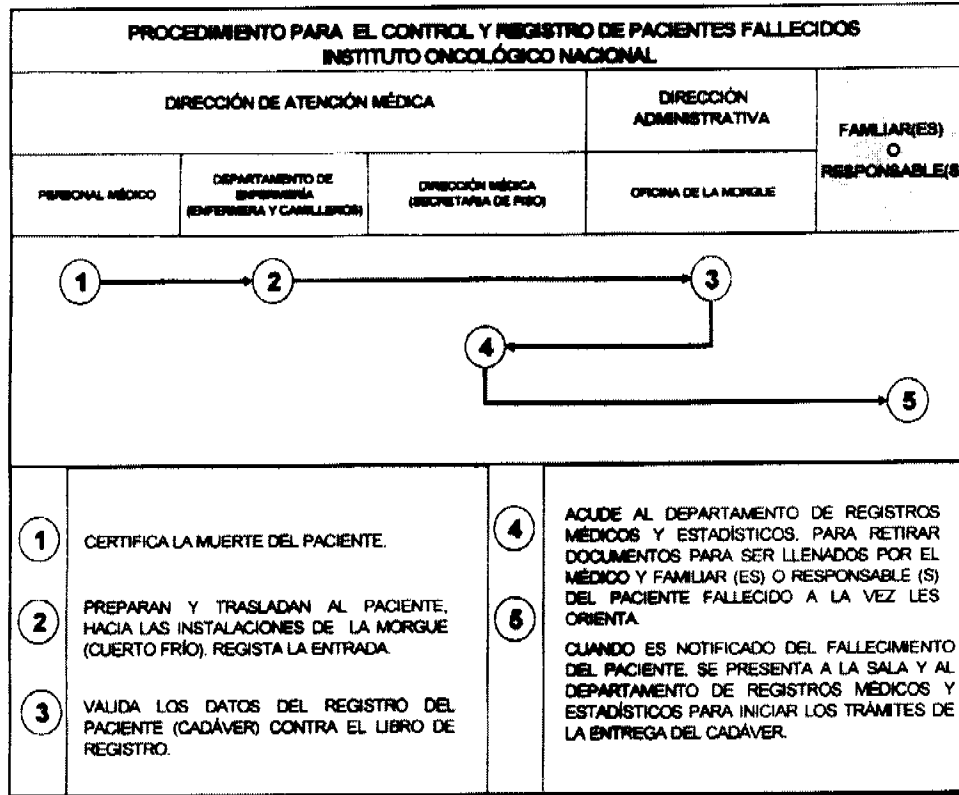 PROCEDIMIENTO PARA EL CONTROL Y REGISTRO DE PACIENTES FALLECIDOS
INSTITUTO ONCOLÓGICO NACIONAL
DIRECCIÓN DE ATENCIÓN MÉDICA
DIRECCIÓN
ADMINISTRATIVA
FAMILIAR(ES)
O
RESPONSABLE(S
PERSONAL MÉDICO
DEPARTAMENTO DE
ENFERMERÍA
(ENFERMERA Y CAMILLEROS)
DIRECCIÓN MÉDICA
(SECRETARIA DE PISO)
OFICINA DE LA MORGUE
1
2
3
4
5
1
CERTIFICA LA MUERTE DEL PACIENTE.
2
PREPARAN Y TRASLADAN AL PACIENTE,
HACIA LAS INSTALACIONES DE LA MORGUE
(CUERTO FRÍO). REGISTA LA ENTRADA.
3
VALIDA LOS DATOS DEL REGISTRO DEL
PACIENTE (CADÁVER) CONTRA EL LIBRO DE
REGISTRO.
4
ACUDE AL DEPARTAMENTO DE REGISTROS
MÉDICOS Y ESTADÍSTICOS. PARA RETIRAR
DOCUMENTOS PARA SER LLENADOS POR EL
MÉDICO Y FAMILIAR (ES) O RESPONSABLE (S)
DEL PACIENTE FALLECIDO A LA VEZ LES
ORIENTA.
5
CUANDO ES NOTIFICADO DEL FALLECIMIENTO
DEL PACIENTE, SE PRESENTA A LA SALA Y AL
DEPARTAMENTO DE REGISTROS MÉDICOS Y
ESTADÍSTICOS PARA INICIAR LOS TRÁMITES DE
LA ENTREGA DEL CADÁVER.